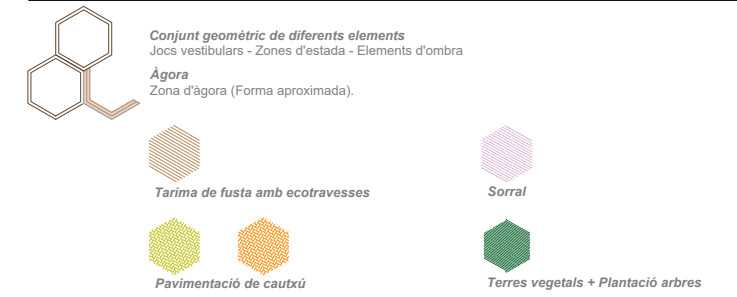 Conjunt geomètric de diferents elements
Jocs vestibulars - Zones d'estada - Elements d'ombra
Àgora
Zona d'àgora (Forma aproximada).
Tarima de fusta amb ecotravesses
Sorral
Pavimentació de cautxú
Terres vegetals + Plantació arbres